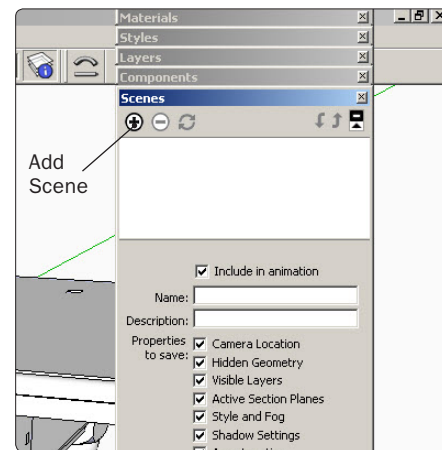 Materials
Styles
Layers
Components
Scenes
Add
Scene
Include in animation
Name:
Description:
Properties
to save:
Camera Location
Hidden Geometry
Visible Layers
Active Section Planes
Style and Fog
Shadow Settings